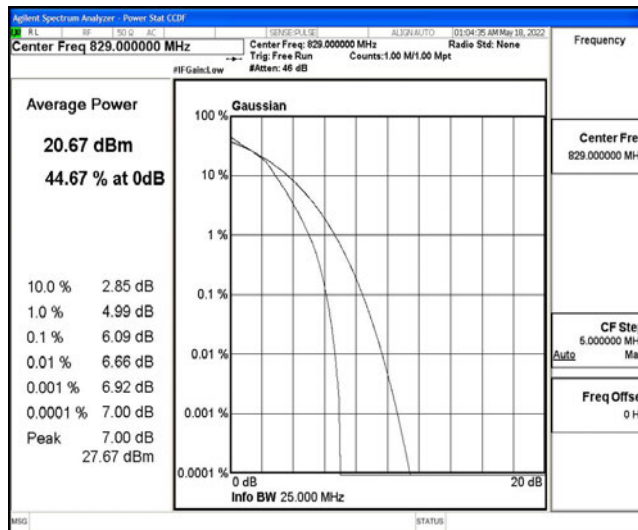 Agilent Spectrum Analyzer - Power Stat CCDF
RL RF 50 Ω AC SENSE:PULSE ALIGNAUTO 01:04:35 AM May 18, 2022
Center Freq 829.000000 MHz
Center Freq: 829.000000 MHz Radio Std: None
Trig: Free Run Counts:1.00 M/1.00 Mpt
#IFGain:Low #Atten: 46 dB
Frequency
Average Power
20.67 dBm
44.67 % at 0dB
10.0 % 2.85 dB
1.0 % 4.99 dB
0.1 % 6.09 dB
0.01 % 6.66 dB
0.001 % 6.92 dB
0.0001 % 7.00 dB
Peak 7.00 dB
27.67 dBm
Gaussian
100 %
10 %
1 %
0.1 %
0.01 %
0.001 %
0.0001 %
0 dB 20 dB
Info BW 25.000 MHz
Center Fre
829.000000 MH
CF Ste
5.000000 MH
Auto Ma
Freq Offse
0 H
MSG STATUS